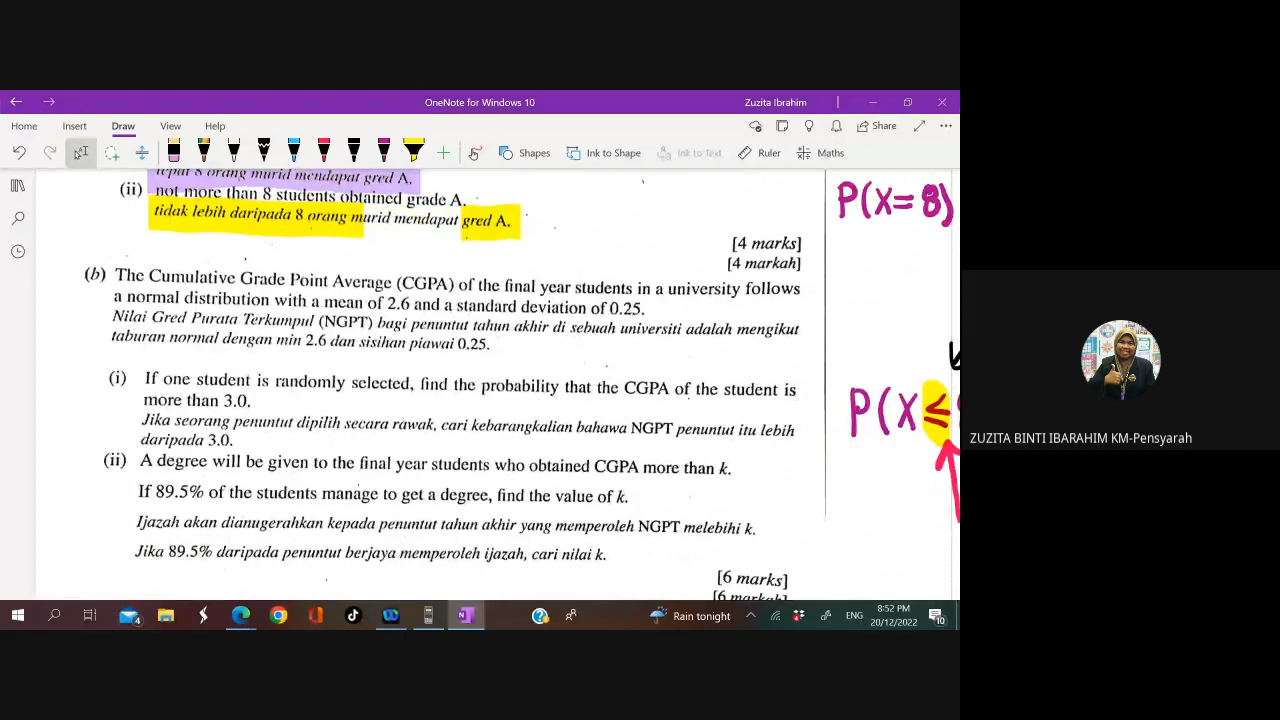 OneNote for Windows 10
Zuzita Ibrahim
Home Insert Draw View Help
Share
Shapes Ink to Shape Ink to Text Ruler Maths
tepat 8 orang murid mendapat gred A.
(ii) not more than 8 students obtained grade A.
tidak lebih daripada 8 orang murid mendapat gred A.
[4 marks]
[4 markah]
(b) The Cumulative Grade Point Average (CGPA) of the final year students in a university follows
a normal distribution with a mean of 2.6 and a standard deviation of 0.25.
Nilai Gred Purata Terkumpul (NGPT) bagi penuntut tahun akhir di sebuah universiti adalah mengikut
taburan normal dengan min 2.6 dan sisihan piawai 0.25.
(i) If one student is randomly selected, find the probability that the CGPA of the student is
more than 3.0.
Jika seorang penuntut dipilih secara rawak, cari kebarangkalian bahawa NGPT penuntut itu lebih
daripada 3.0.
(ii) A degree will be given to the final year students who obtained CGPA more than k.
If 89.5% of the students manage to get a degree, find the value of k.
Ijazah akan dianugerahkan kepada penuntut tahun akhir yang memperoleh NGPT melebihi k.
Jika 89.5% daripada penuntut berjaya memperoleh ijazah, cari nilai k.
[6 marks]
[6 markah]
P(X=8)
P(X ≤
ZUZITA BINTI IBARAHIM KM-Pensyarah
4
Rain tonight
ENG
8:52 PM
20/12/2022
10